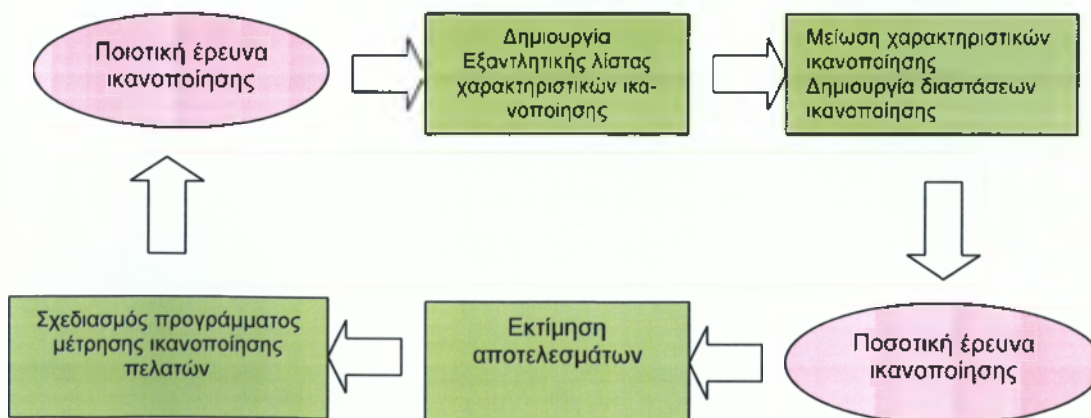 Ποιοτική έρευνα
ικανοποίησης
Δημιουργία
Εξαντλητικής λίστας
χαρακτηριστικών ικα-
νοποίησης
Μείωση χαρακτηριστικών
ικανοποίησης
Δημιουργία διαστάσεων
ικανοποίησης
Σχεδιασμός προγράμματος
μέτρησης ικανοποίησης
πελατών
Εκτίμηση
αποτελεσμάτων
Ποσοτική έρευνα
ικανοποίησης